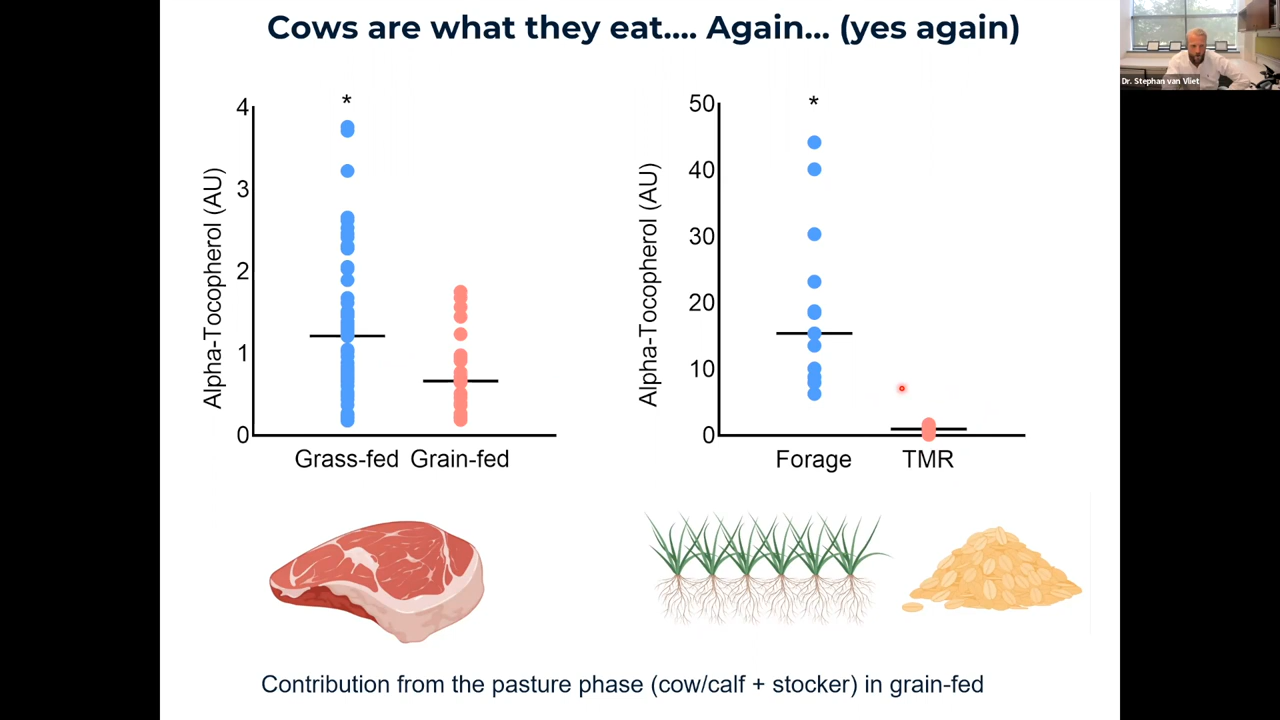 Cows are what they eat.... Again... (yes again)
Dr. Stephan van Vliet
*
4
3
2
1
0
Alpha-Tocopherol (AU)
Grass-fed
Grain-fed
*
50
40
30
20
10
0
Alpha-Tocopherol (AU)
Forage
TMR
Contribution from the pasture phase (cow/calf + stocker) in grain-fed